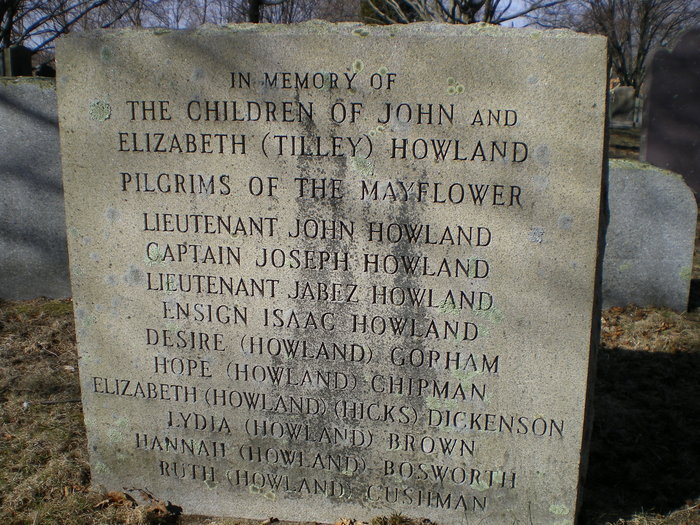 IN MEMORY OF
THE CHILDREN OF JOHN AND
ELIZABETH (TILLEY) HOWLAND
PILGRIMS OF THE MAYFLOWER
LIEUTENANT JOHN HOWLAND
CAPTAIN JOSEPH HOWLAND
LIEUTENANT JABEZ HOWLAND
ENSIGN ISAAC HOWLAND
DESIRE (HOWLAND) GORHAM
HOPE (HOWLAND) CHIPMAN
ELIZABETH (HOWLAND) (HICKS) DICKENSON
LYDIA (HOWLAND) BROWN
HANNAH (HOWLAND) BOSWORTH
RUTH (HOWLAND) CUSHMAN